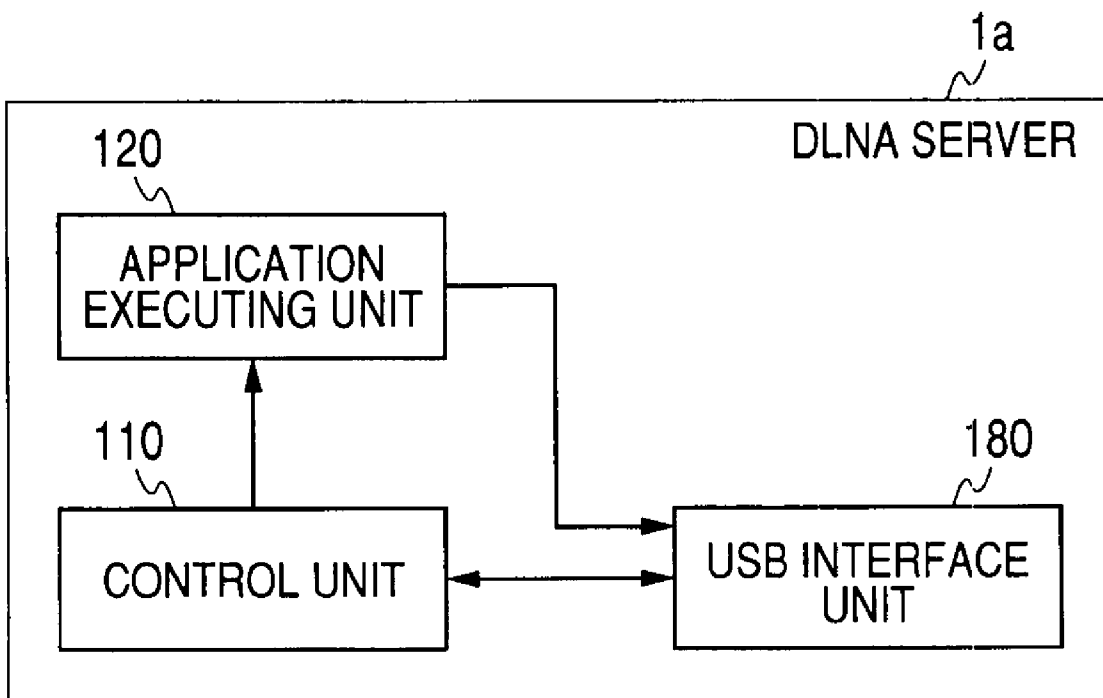 1a
DLNA SERVER
120
APPLICATION
EXECUTING UNIT
110
CONTROL UNIT
180
USB INTERFACE
UNIT